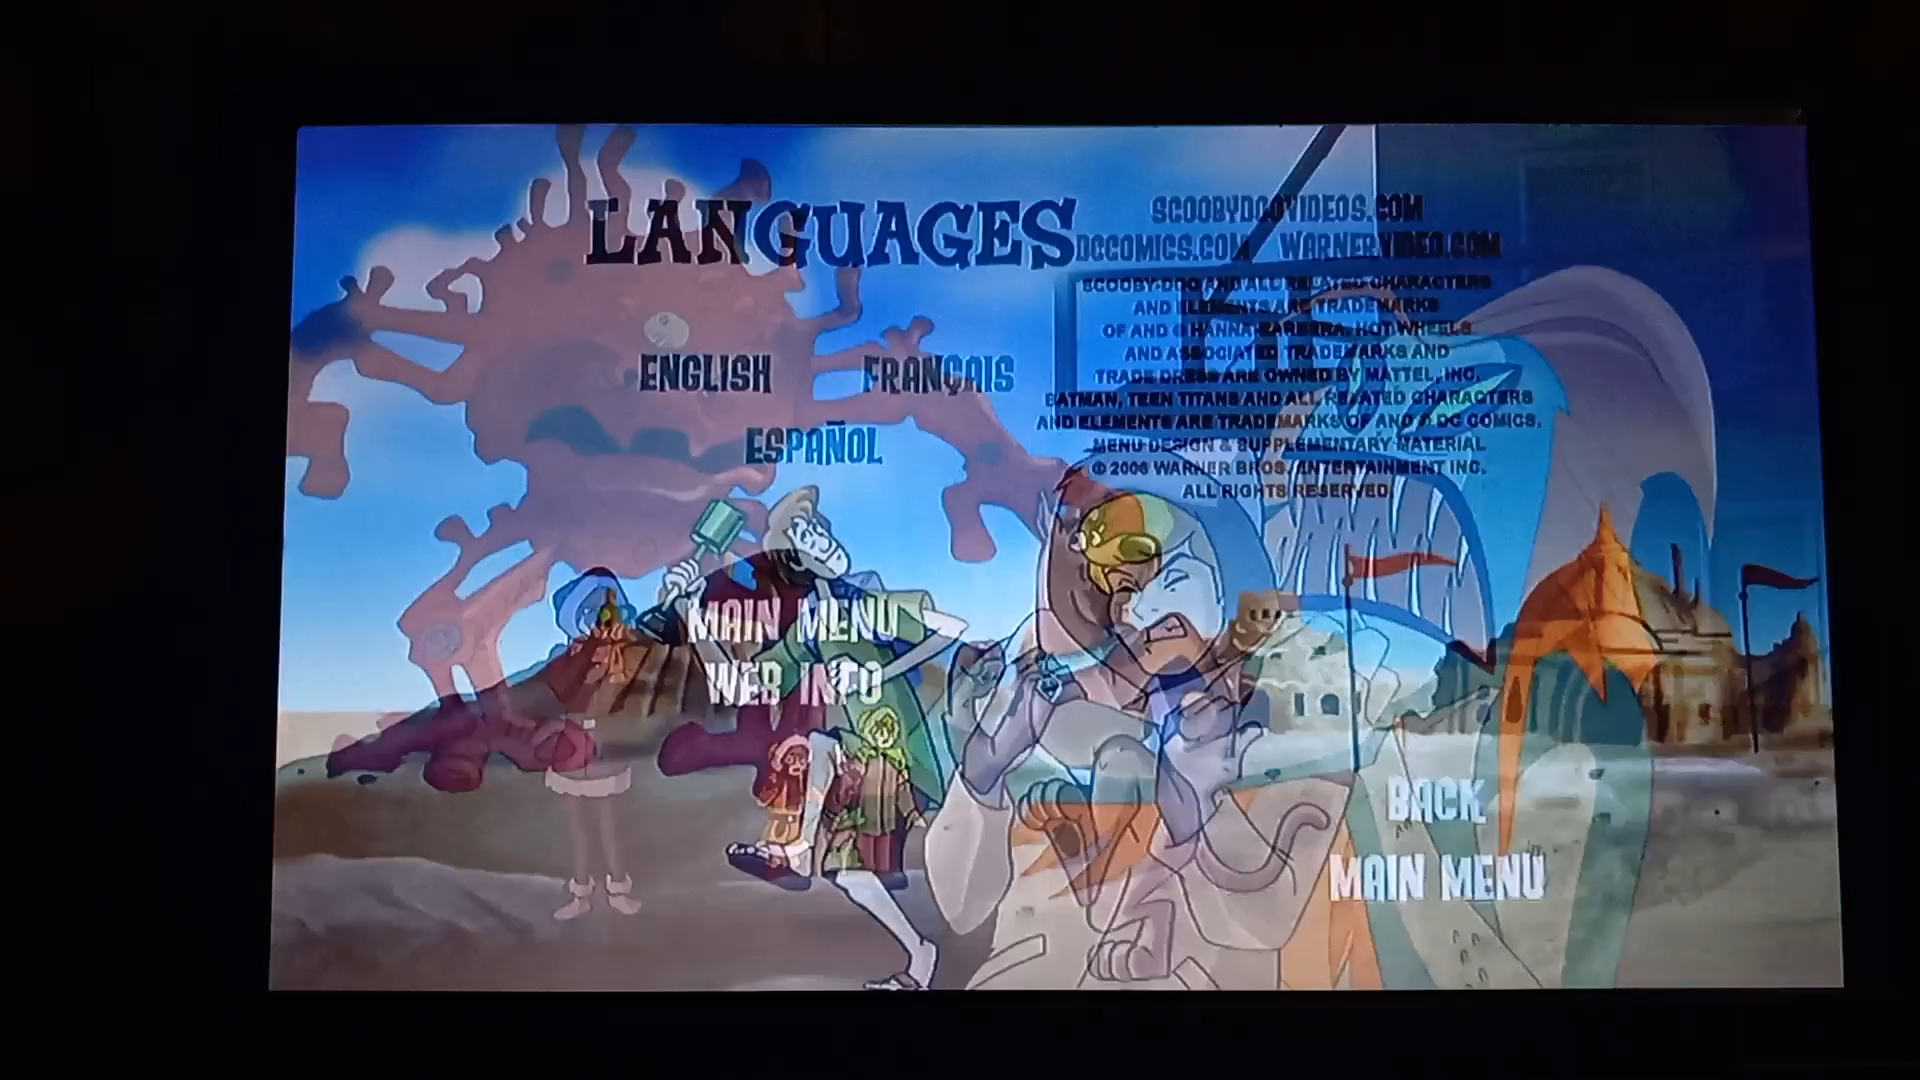 LANGUAGES
ENGLISH FRANÇAIS
ESPAÑOL
MAIN MENU
WEB INFO
SCOOBYDOOVIDEOS.COM
DCCOMICS.COM WARNERVIDEO.COM
SCOOBY-DOO AND ALL RELATED CHARACTERS
AND ELEMENTS ARE TRADEMARKS
OF AND © HANNA-BARBERA. HOT WHEELS
AND ASSOCIATED TRADEMARKS AND
TRADE DRESS ARE OWNED BY MATTEL, INC.
BATMAN, TEEN TITANS AND ALL RELATED CHARACTERS
AND ELEMENTS ARE TRADEMARKS OF AND © DC COMICS.
MENU DESIGN & SUPPLEMENTARY MATERIAL
© 2006 WARNER BROS. ENTERTAINMENT INC.
ALL RIGHTS RESERVED.
BACK
MAIN MENU